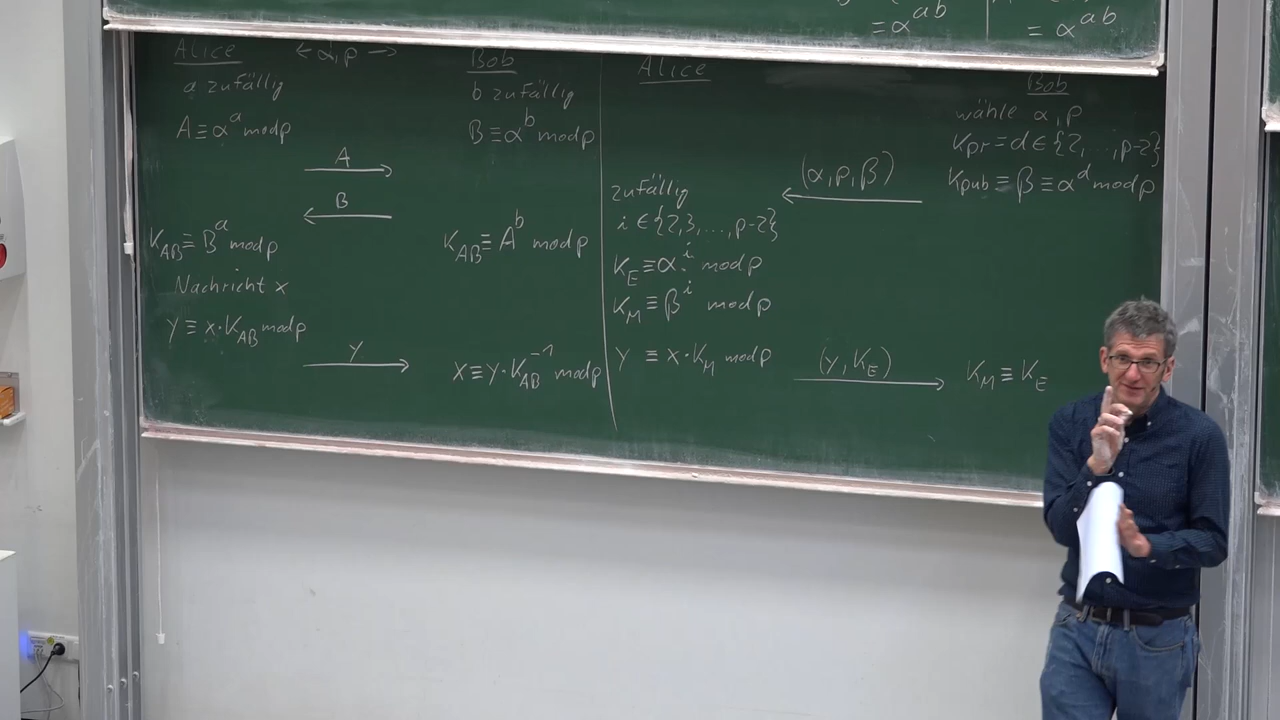 = α^ab
= α^ab
Alice ← α,p → Bob
a zufällig
b zufällig
A ≡ α^a mod p
B ≡ α^b mod p
A
B
K_AB ≡ B^a mod p
K_AB ≡ A^b mod p
Nachricht x
y ≡ x·K_AB mod p
y
x ≡ y·K_AB^-1 mod p
Alice
Bob
wähle α, p
K_pr = d ∈ {2, ..., p-2}
K_pub = β ≡ α^d mod p
(α, p, β)
zufällig
i ∈ {2,3, ..., p-2}
K_E ≡ α^i mod p
K_M ≡ β^i mod p
y ≡ x·K_M mod p
(y, K_E)
K_M ≡ K_E